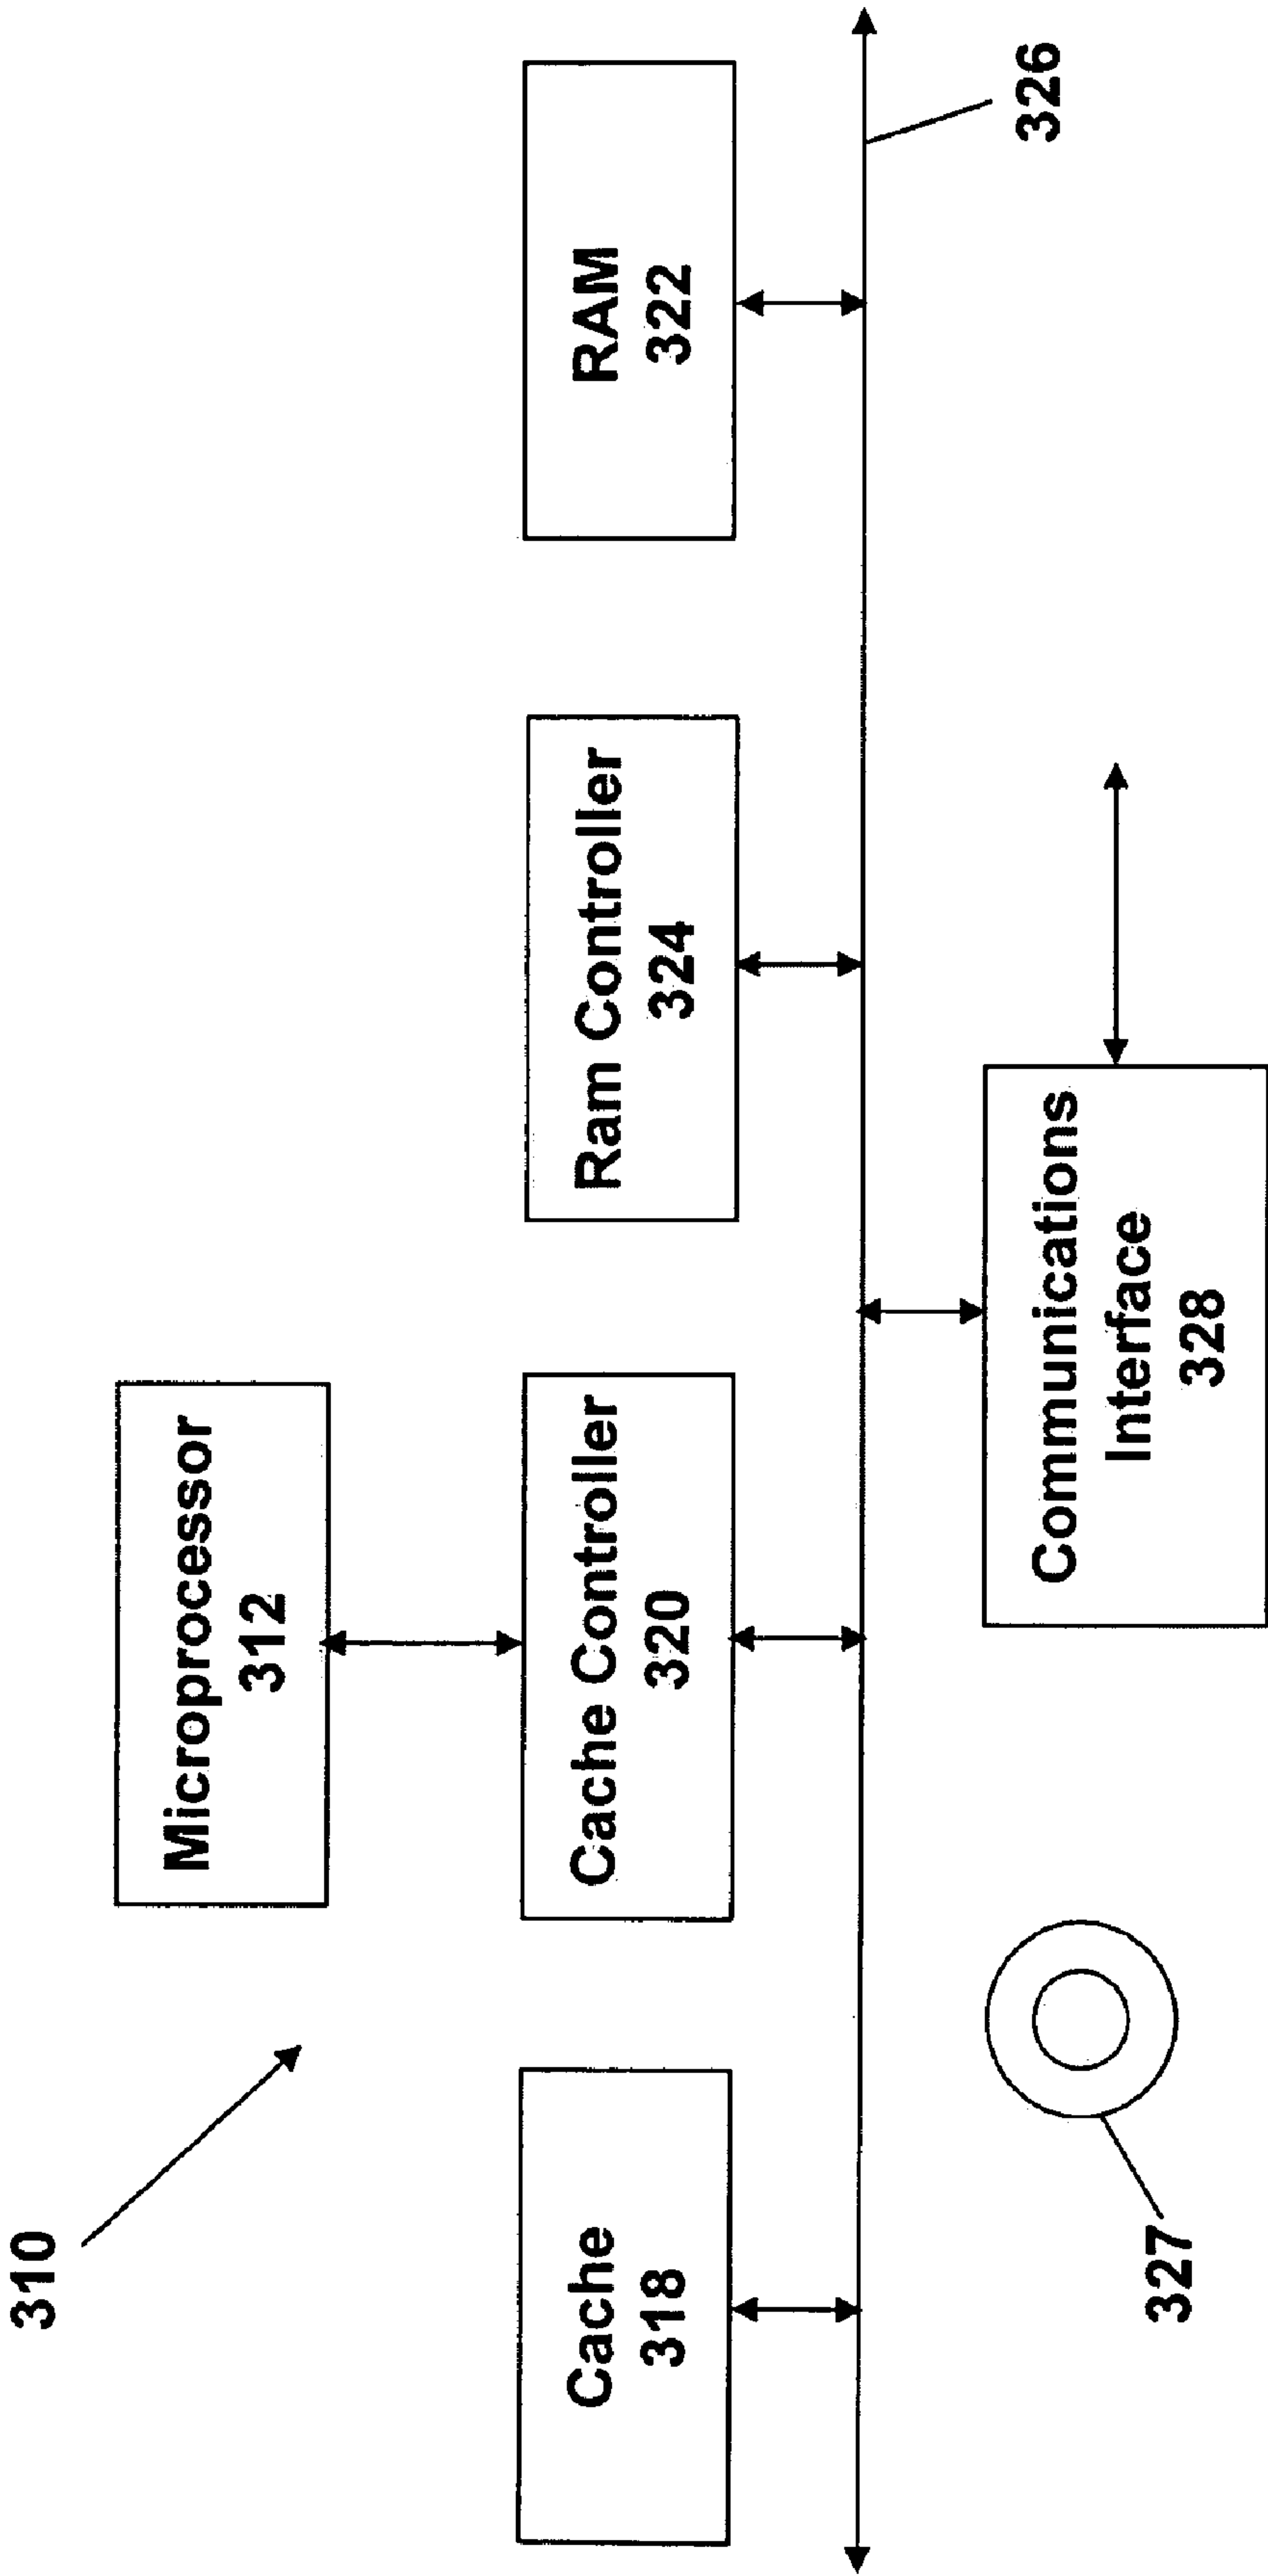 310
Microprocessor
312
Cache
318
Cache Controller
320
Ram Controller
324
RAM
322
326
327
Communications
Interface
328